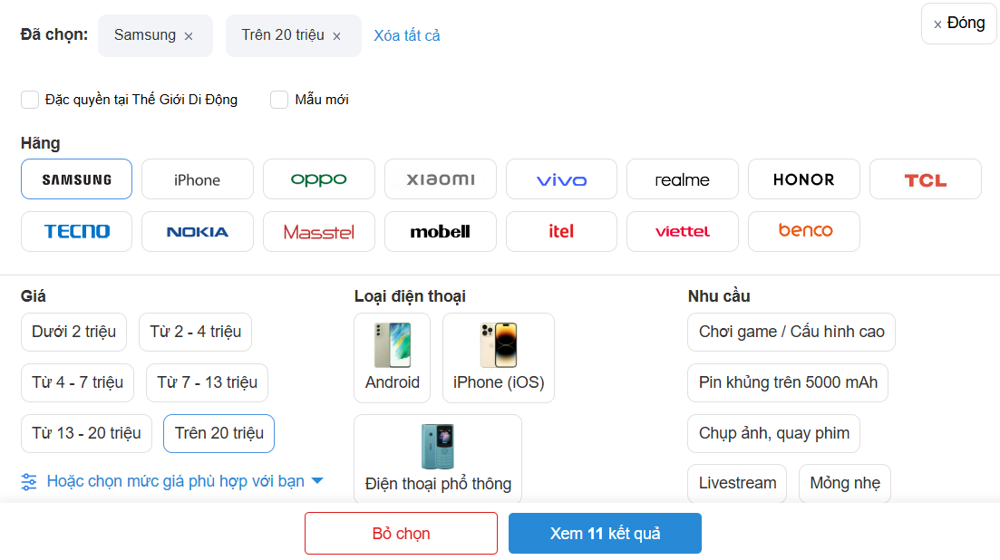 Đã chọn: Samsung × Trên 20 triệu × Xóa tất cả × Đóng
Đặc quyền tại Thế Giới Di Động Mẫu mới
Hãng
SAMSUNG iPhone oppo xiaomi vivo realme HONOR TCL
TECNO NOKIA Masstel mobell itel viettel benco
Giá Loại điện thoại Nhu cầu
Dưới 2 triệu Từ 2 - 4 triệu
Từ 4 - 7 triệu Từ 7 - 13 triệu
Từ 13 - 20 triệu Trên 20 triệu
Hoặc chọn mức giá phù hợp với bạn
Android iPhone (iOS)
Điện thoại phổ thông
Chơi game / Cấu hình cao
Pin khủng trên 5000 mAh
Chụp ảnh, quay phim
Livestream Mỏng nhẹ
Bỏ chọn Xem 11 kết quả